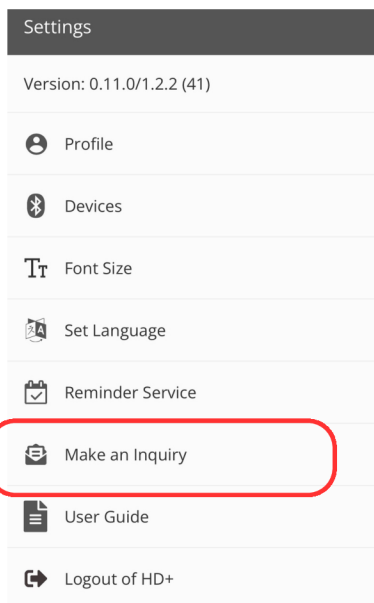 Settings
Version: 0.11.0/1.2.2 (41)
Profile
Devices
Font Size
Set Language
Reminder Service
Make an Inquiry
User Guide
Logout of HD+